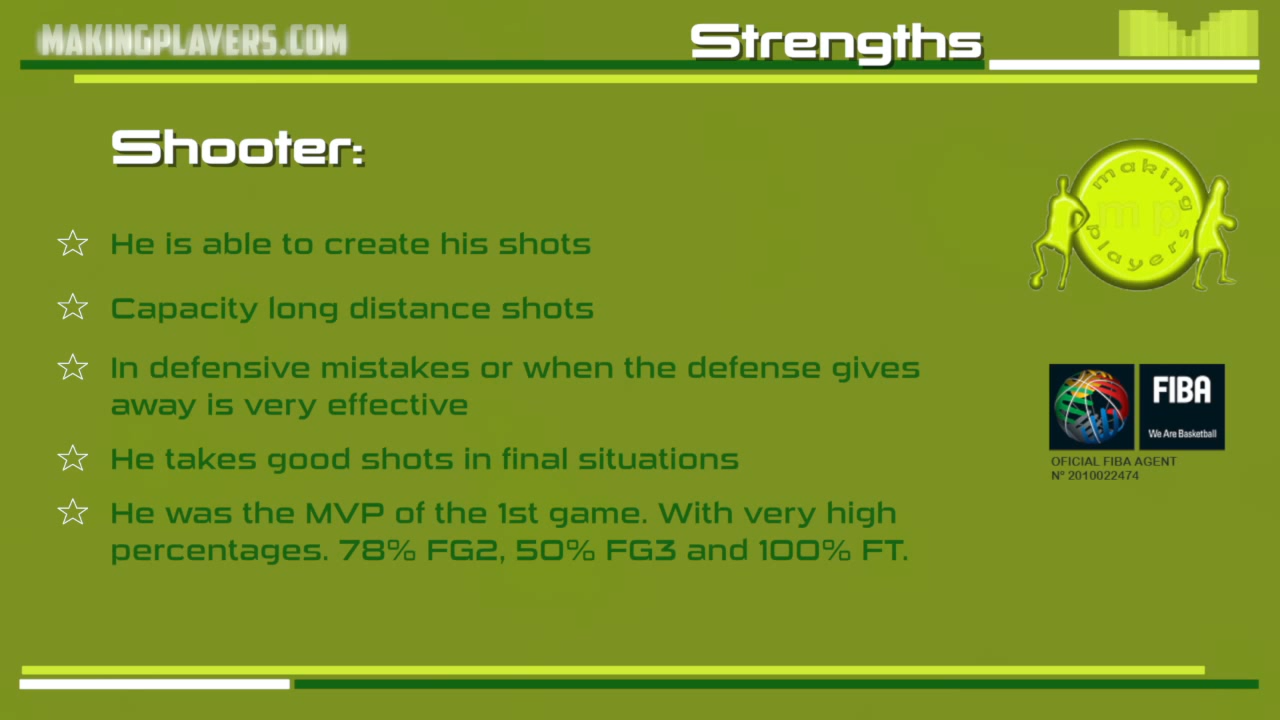 MAKINGPLAYERS.COM
Strengths
Shooter:
He is able to create his shots
Capacity long distance shots
In defensive mistakes or when the defense gives
away is very effective
He takes good shots in final situations
He was the MVP of the 1st game. With very high
percentages. 78% FG2, 50% FG3 and 100% FT.
making
mp
players
FIBA
We Are Basketball
OFICIAL FIBA AGENT
Nº 2010022474